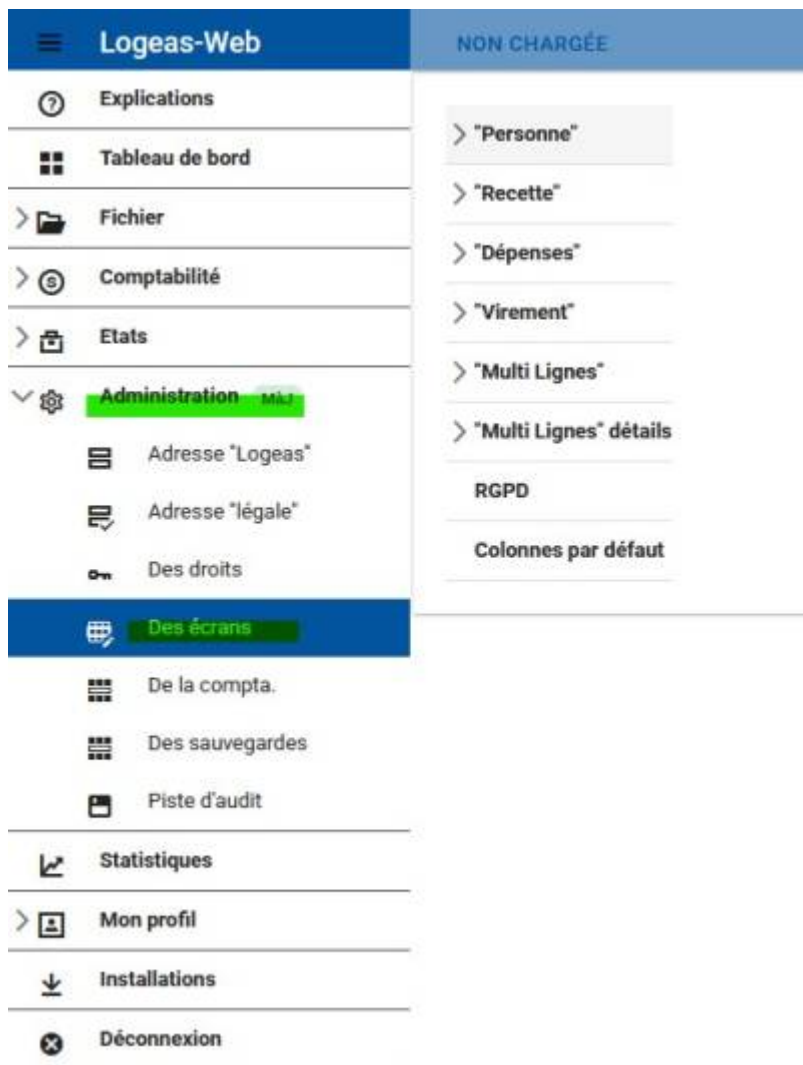 Logeas-Web
Explications
Tableau de bord
Fichier
Comptabilité
Etats
Administration MàJ
Adresse "Logeas"
Adresse "légale"
Des droits
Des écrans
De la compta.
Des sauvegardes
Piste d'audit
Statistiques
Mon profil
Installations
Déconnexion
NON CHARGÉE
"Personne"
"Recette"
"Dépenses"
"Virement"
"Multi Lignes"
"Multi Lignes" détails
RGPD
Colonnes par défaut